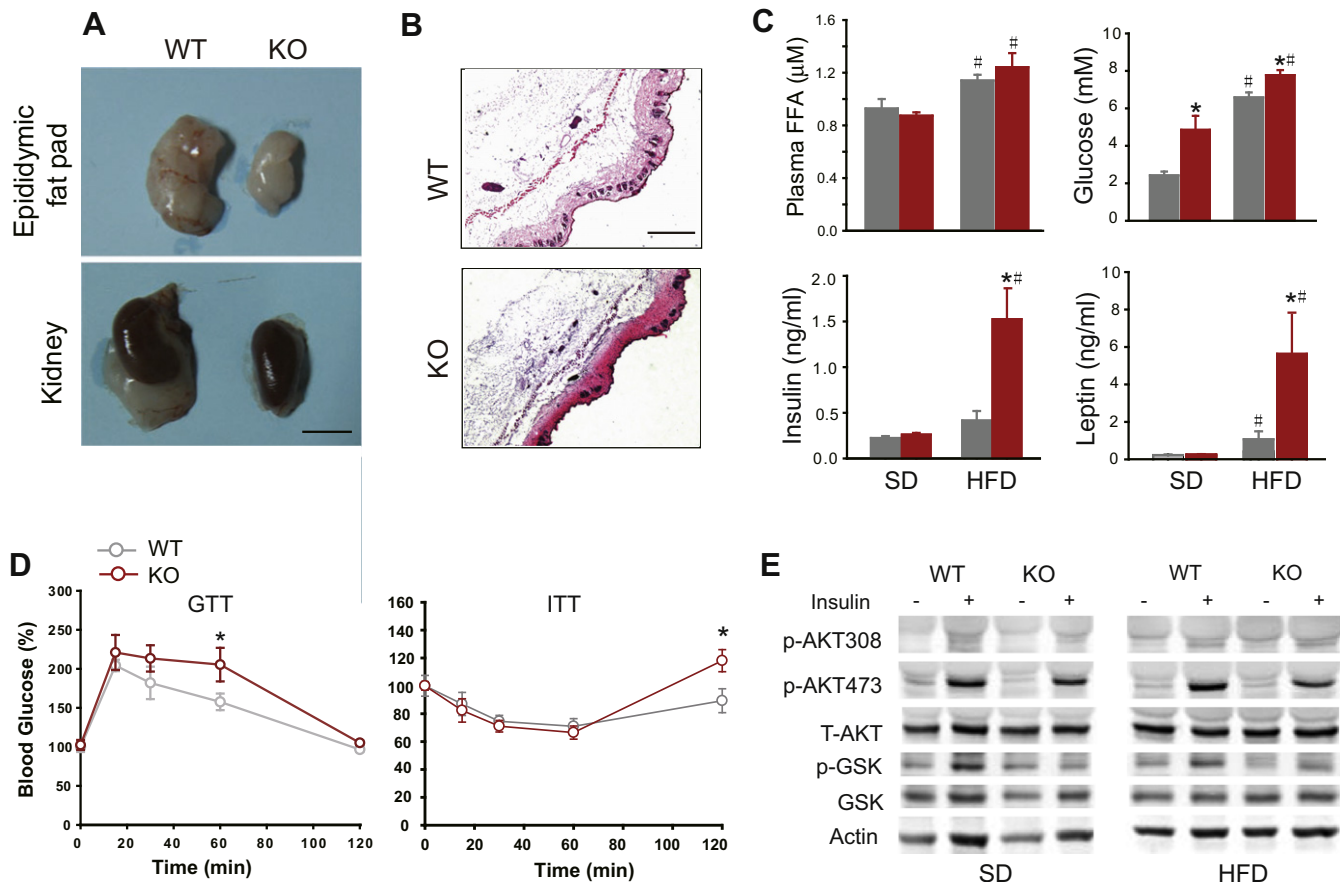 A
WT KO
Epididymic
fat pad
Kidney
B
WT
KO
C
Plasma FFA (μM)
1.6
1.2
0.9
0.6
0.4
0.0
# #
Glucose (mM)
10
8
6
4
2
0
* # *#
Insulin (ng/ml)
2.0
1.5
1.0
0.5
0.0
*#
SD HFD
Leptin (ng/ml)
10
8
6
4
2
0
# *#
SD HFD
D
WT
KO
GTT
Blood Glucose (%)
300
250
200
150
100
50
0
*
0 20 40 60 80 100 120
Time (min)
ITT
160
140
120
100
80
60
40
20
0
*
0 20 40 60 80 100 120
Time (min)
E
WT KO WT KO
Insulin - + - + - + - +
p-AKT308
p-AKT473
T-AKT
p-GSK
GSK
Actin
SD HFD